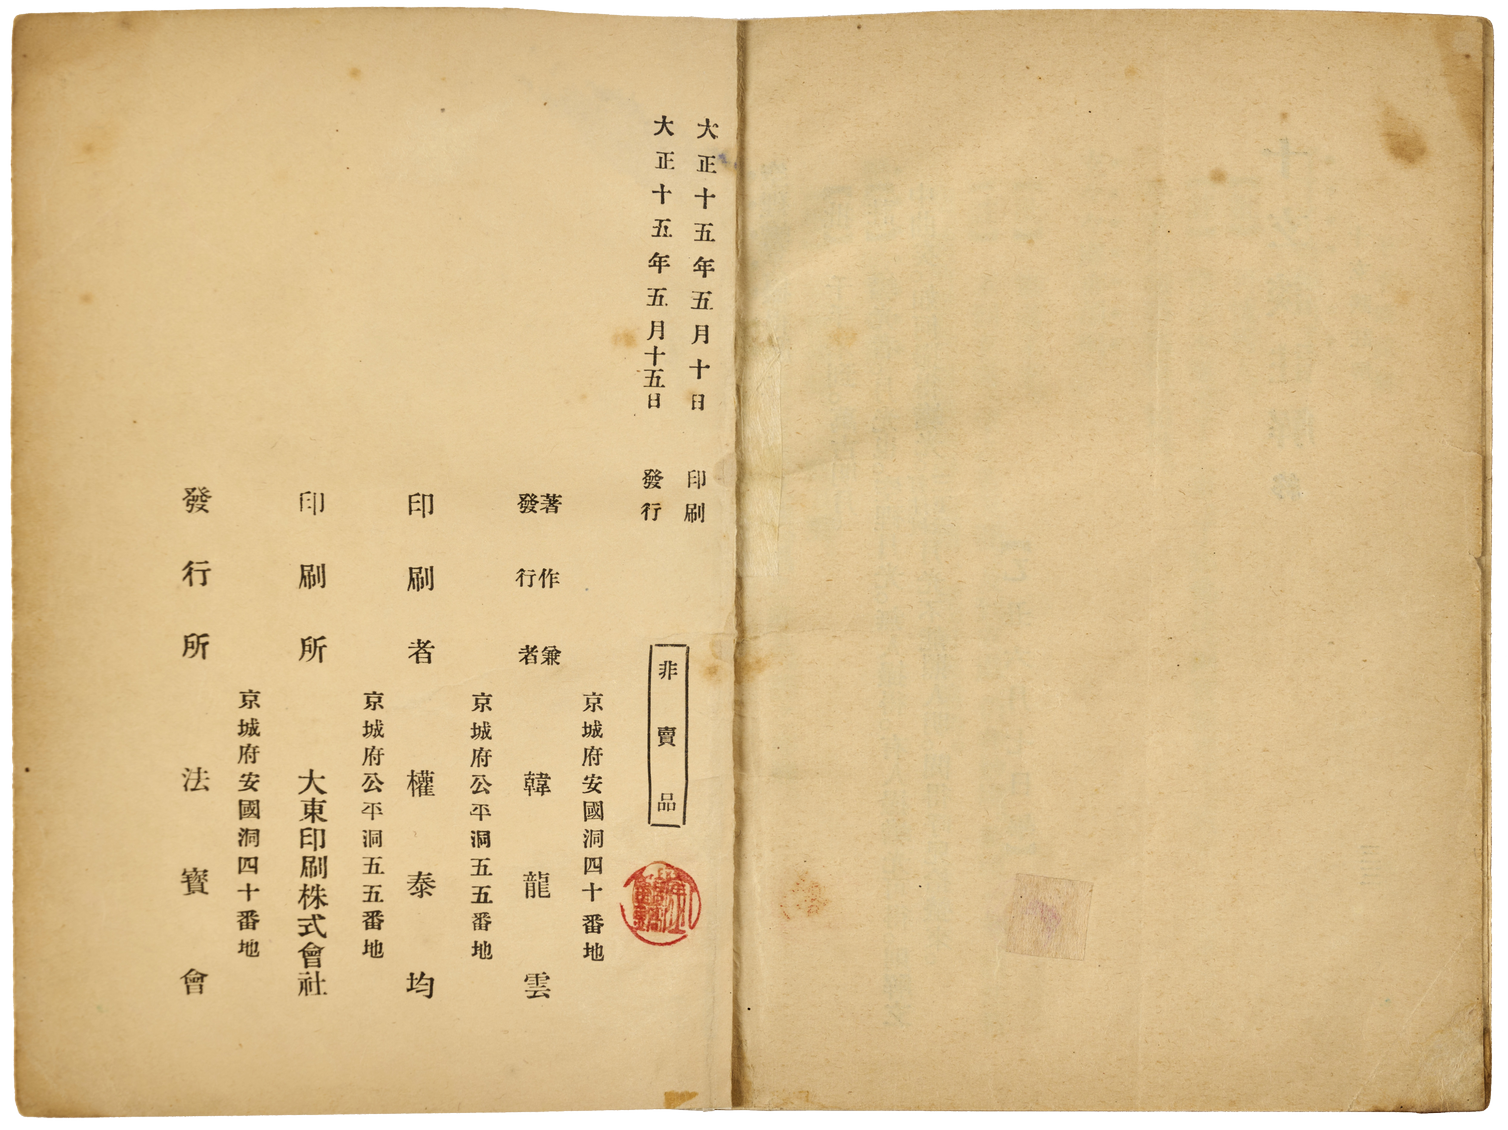 大正十五年五月十日 印刷
大正十五年五月十五日 發行
非賣品
京城府安國洞四十番地
著作兼
發行者 韓龍雲
京城府公平洞五五番地
印刷者 權泰均
京城府公平洞五五番地
印刷所 大東印刷株式會社
京城府安國洞四十番地
發行所 法寶會